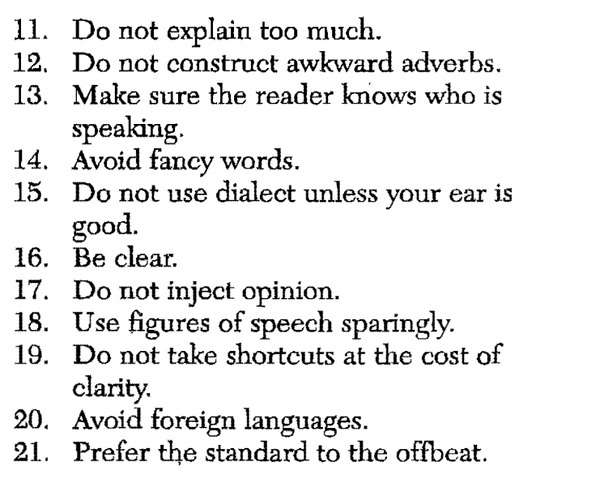 11. Do not explain too much.
12. Do not construct awkward adverbs.
13. Make sure the reader knows who is
speaking.
14. Avoid fancy words.
15. Do not use dialect unless your ear is
good.
16. Be clear.
17. Do not inject opinion.
18. Use figures of speech sparingly.
19. Do not take shortcuts at the cost of
clarity.
20. Avoid foreign languages.
21. Prefer the standard to the offbeat.